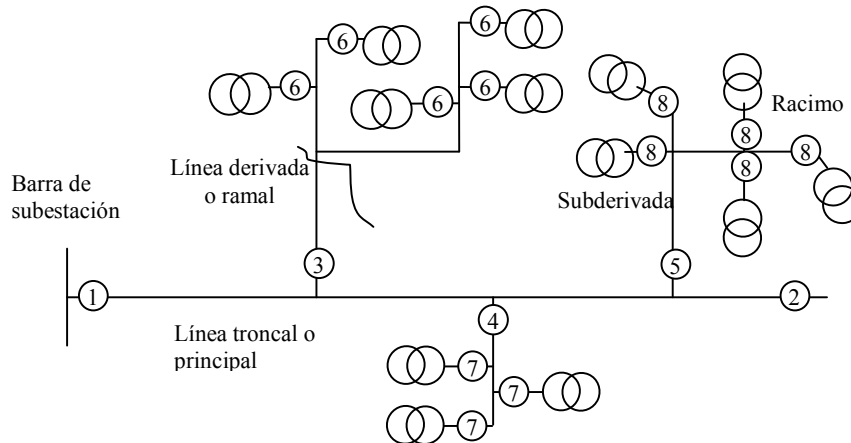 6
6
6
6
6
8
Racimo
8
8
8
8
Línea derivada
o ramal
Subderivada
Barra de
subestación
3
5
1
2
4
Línea troncal o
principal
7
7
7